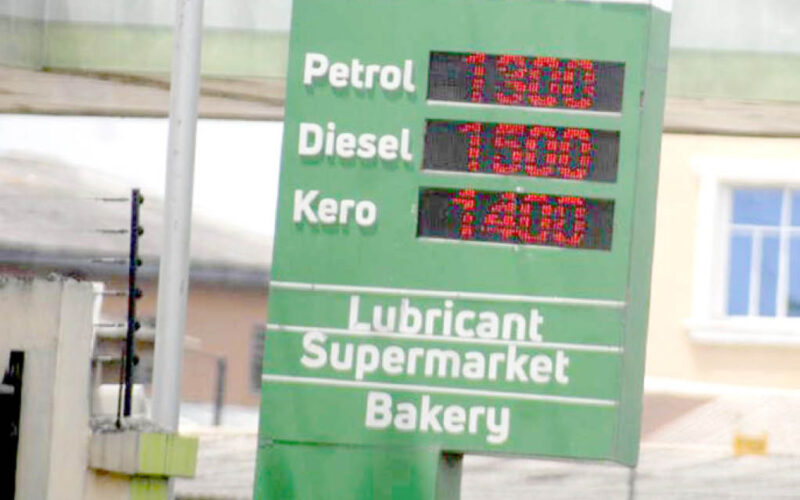 Petrol 1300
Diesel 1500
Kero 1400
Lubricant
Supermarket
Bakery